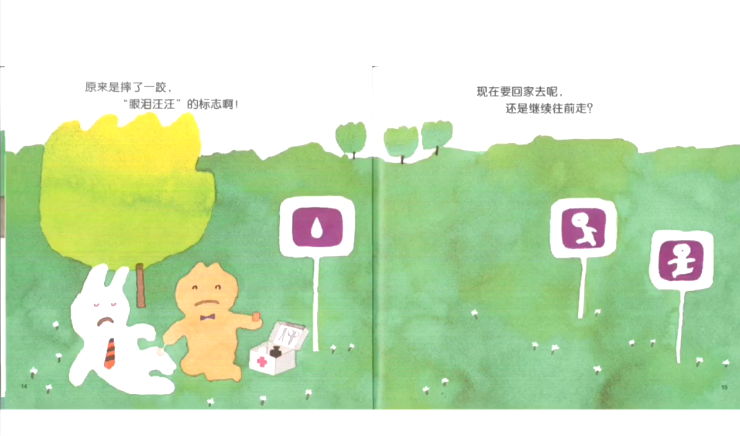 原来是摔了一跤，
“眼泪汪汪”的标志啊！
现在要回家去呢，
还是继续往前走？
14
15